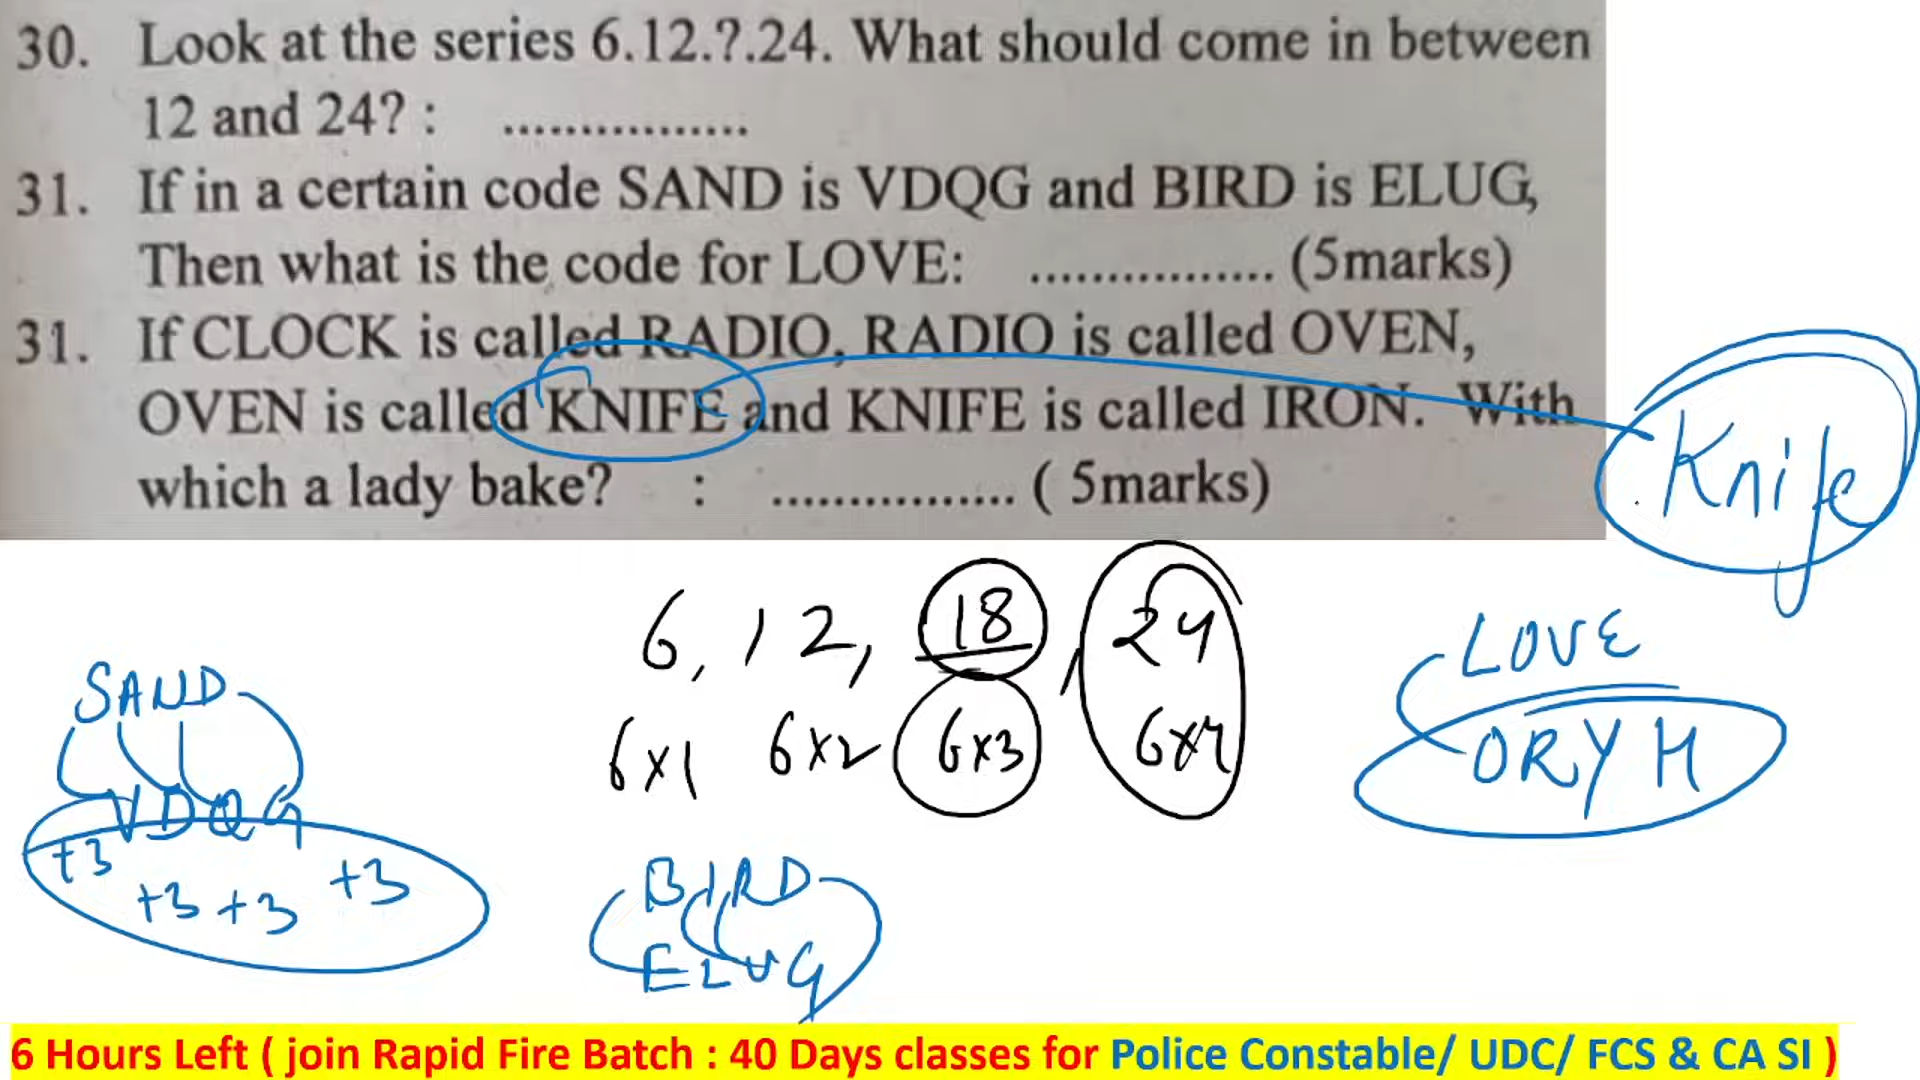 30. Look at the series 6.12.?.24. What should come in between
12 and 24? : ................
31. If in a certain code SAND is VDQG and BIRD is ELUG,
Then what is the code for LOVE: ................ (5marks)
31. If CLOCK is called RADIO, RADIO is called OVEN,
OVEN is called KNIFE and KNIFE is called IRON. With
which a lady bake? : ................ ( 5marks)
Knife
6, 12, 18, 24
6x1 6x2 6x3 6x4
SAND
VDQG
+3 +3 +3 +3
BIRD
ELUG
LOVE
ORYH
6 Hours Left ( join Rapid Fire Batch : 40 Days classes for Police Constable/ UDC/ FCS & CA SI )